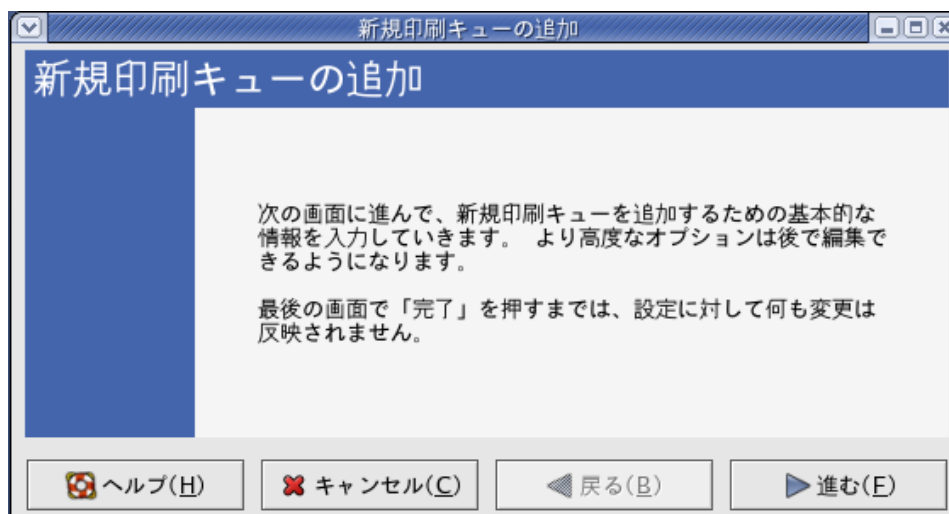 新規印刷キューの追加
新規印刷キューの追加
次の画面に進んで、新規印刷キューを追加するための基本的な
情報を入力していきます。 より高度なオプションは後で編集で
きるようになります。
最後の画面で「完了」を押すまでは、設定に対して何も変更は
反映されません。
ヘルプ(H)
キャンセル(C)
戻る(B)
進む(F)